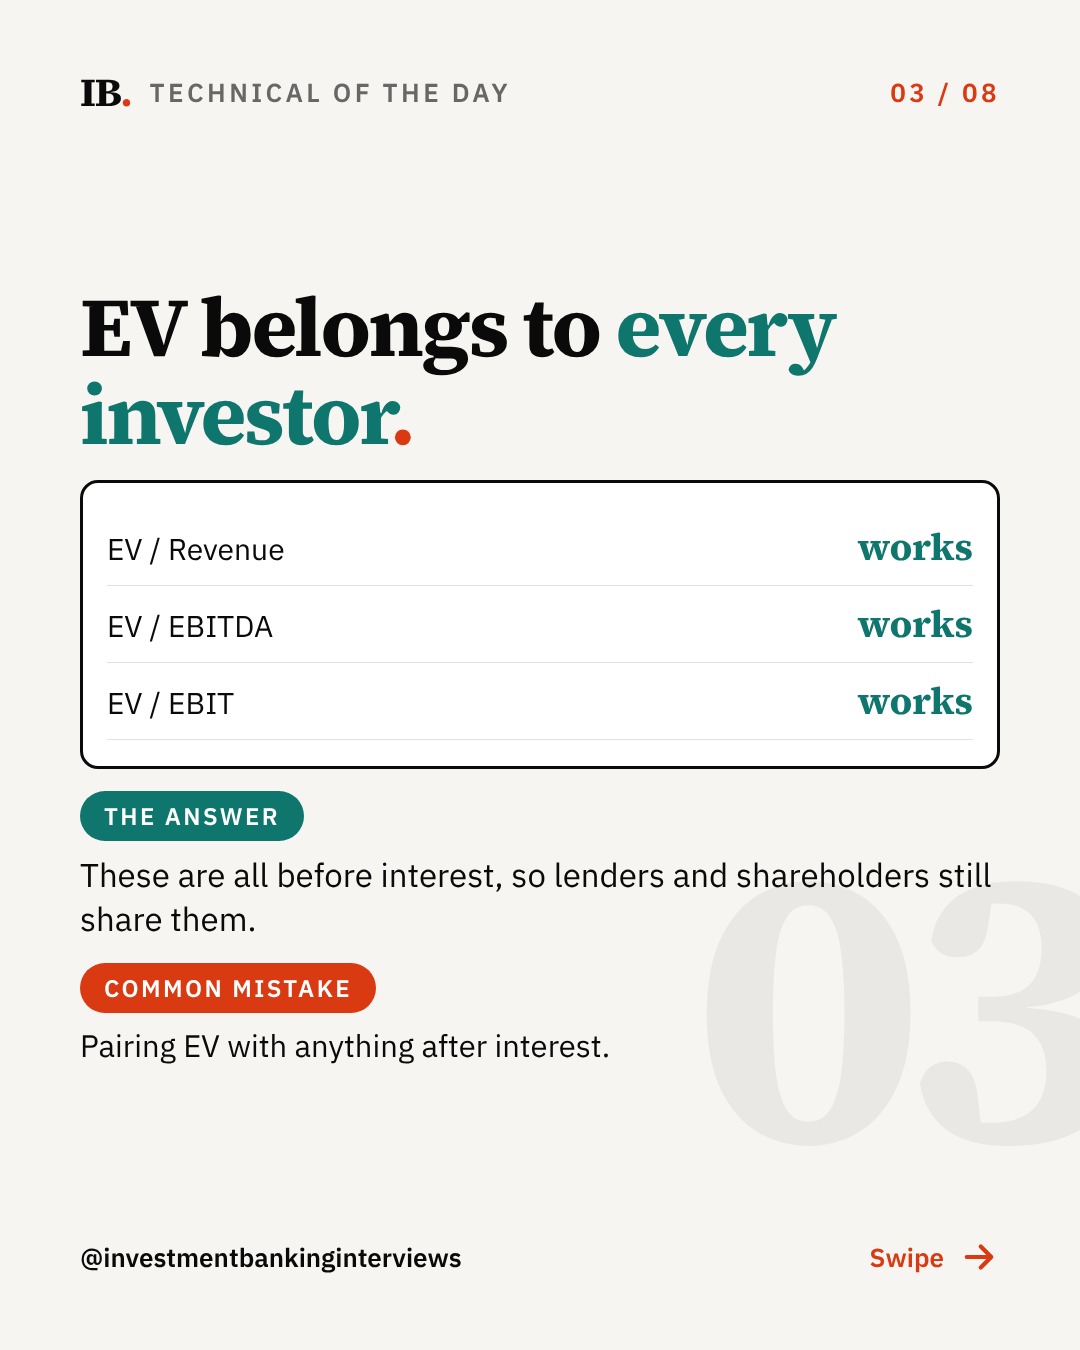 IB. TECHNICAL OF THE DAY
03 / 08
EV belongs to every
investor.
EV / Revenue works
EV / EBITDA works
EV / EBIT works
THE ANSWER
These are all before interest, so lenders and shareholders still
share them.
COMMON MISTAKE
Pairing EV with anything after interest.
03
@investmentbankinginterviews
Swipe →